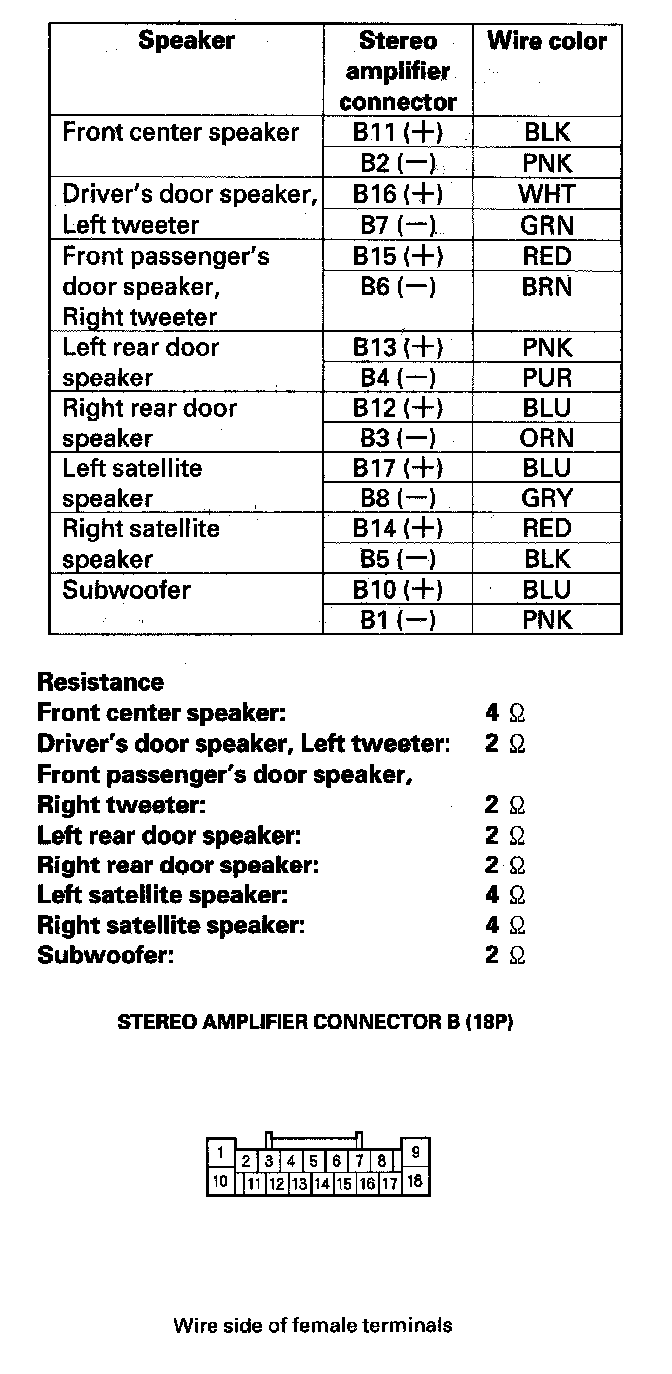 Speaker Stereo amplifier connector Wire color
Front center speaker B11 (+) BLK
B2 (−) PNK
Driver's door speaker, B16 (+) WHT
Left tweeter B7 (−) GRN
Front passenger's B15 (+) RED
door speaker, B6 (−) BRN
Right tweeter
Left rear door B13 (+) PNK
speaker B4 (−) PUR
Right rear door B12 (+) BLU
speaker B3 (−) ORN
Left satellite B17 (+) BLU
speaker B8 (−) GRY
Right satellite B14 (+) RED
speaker B5 (−) BLK
Subwoofer B10 (+) BLU
B1 (−) PNK
Resistance
Front center speaker: 4 Ω
Driver's door speaker, Left tweeter: 2 Ω
Front passenger's door speaker,
Right tweeter: 2 Ω
Left rear door speaker: 2 Ω
Right rear door speaker: 2 Ω
Left satellite speaker: 4 Ω
Right satellite speaker: 4 Ω
Subwoofer: 2 Ω
STEREO AMPLIFIER CONNECTOR B (18P)
1 2 3 4 5 6 7 8 9
10 11 12 13 14 15 16 17 18
Wire side of female terminals